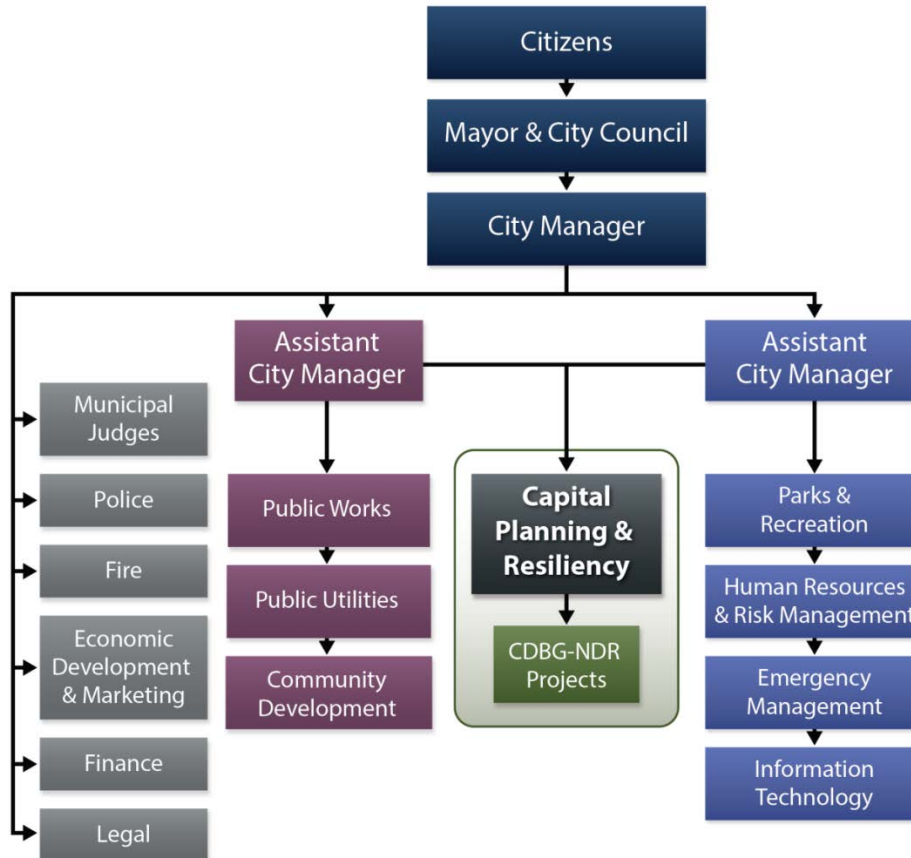 Citizens
Mayor & City Council
City Manager
Assistant
City Manager
Assistant
City Manager
Municipal
Judges
Police
Fire
Economic
Development
& Marketing
Finance
Legal
Public Works
Public Utilities
Community
Development
Capital
Planning &
Resiliency
CDBG-NDR
Projects
Parks &
Recreation
Human Resources
& Risk Management
Emergency
Management
Information
Technology